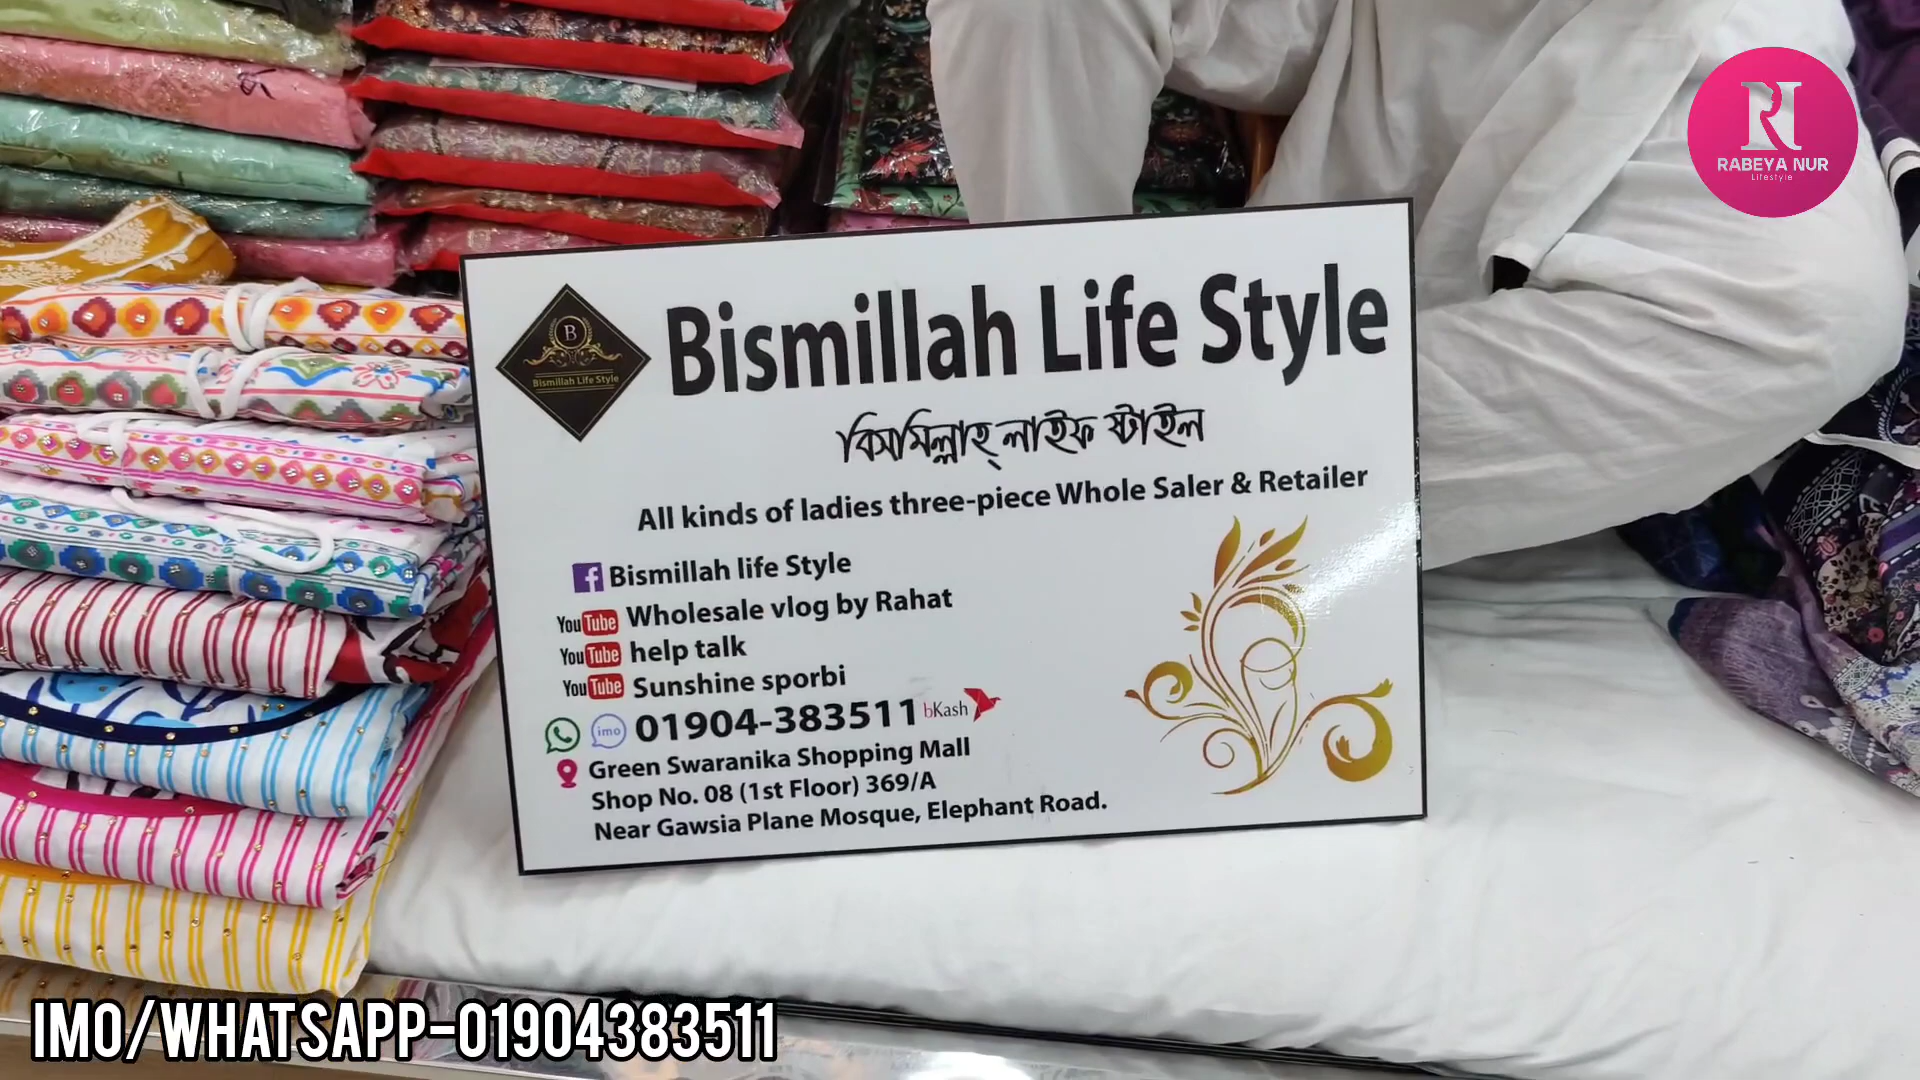 RABEYA NUR
Lifestyle
B
Bismillah Life Style
Bismillah Life Style
বিসমিল্লাহ্ লাইফ ষ্টাইল
All kinds of ladies three-piece Whole Saler & Retailer
f Bismillah life Style
YouTube Wholesale vlog by Rahat
YouTube help talk
YouTube Sunshine sporbi
imo 01904-383511 bKash
Green Swaranika Shopping Mall
Shop No. 08 (1st Floor) 369/A
Near Gawsia Plane Mosque, Elephant Road.
IMO/WHATSAPP-01904383511